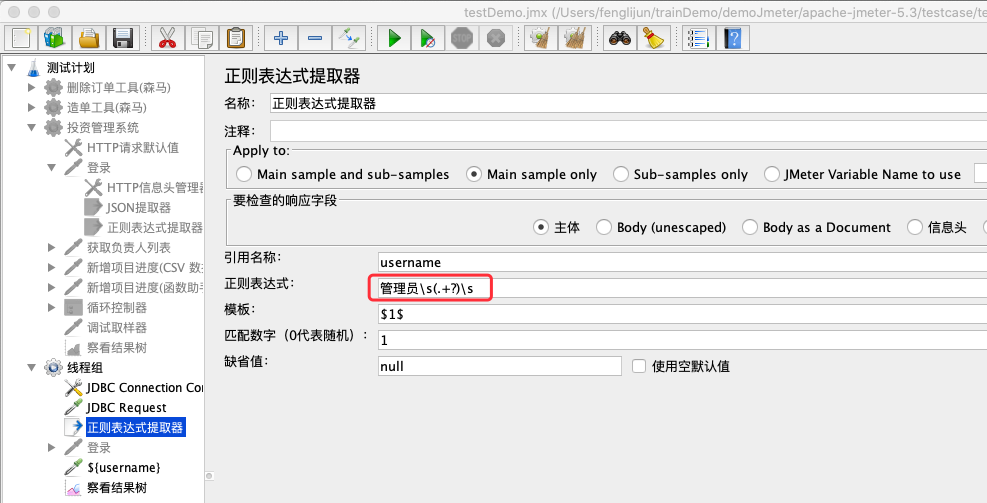 testDemo.jmx (/Users/fenglijun/trainDemo/demoJmeter/apache-jmeter-5.3/testcase/te
测试计划
删除订单工具(森马)
造单工具(森马)
投资管理系统
HTTP请求默认值
登录
HTTP信息头管理器
JSON提取器
正则表达式提取器
获取负责人列表
新增项目进度(CSV 数据
新增项目进度(函数助手
循环控制器
调试取样器
察看结果树
线程组
JDBC Connection Con
JDBC Request
正则表达式提取器
登录
${username}
察看结果树
正则表达式提取器
名称： 正则表达式提取器
注释：
Apply to:
Main sample and sub-samples Main sample only Sub-samples only JMeter Variable Name to use
要检查的响应字段
主体 Body (unescaped) Body as a Document 信息头
引用名称： username
正则表达式： 管理员\s(.+?)\s
模板： $1$
匹配数字（0代表随机）： 1
缺省值： null 使用空默认值